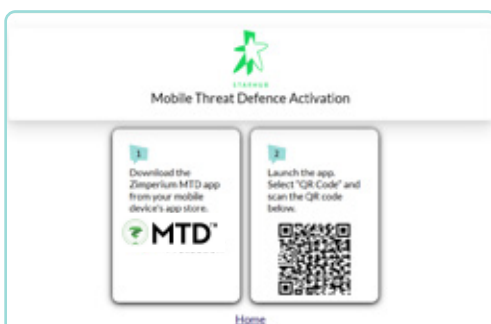 STARHUB
Mobile Threat Defence Activation
1
Download the
Zimperium MTD app
from your mobile
device's app store.
MTD™
2
Launch the app.
Select "QR Code" and
scan the QR code
below.
Home